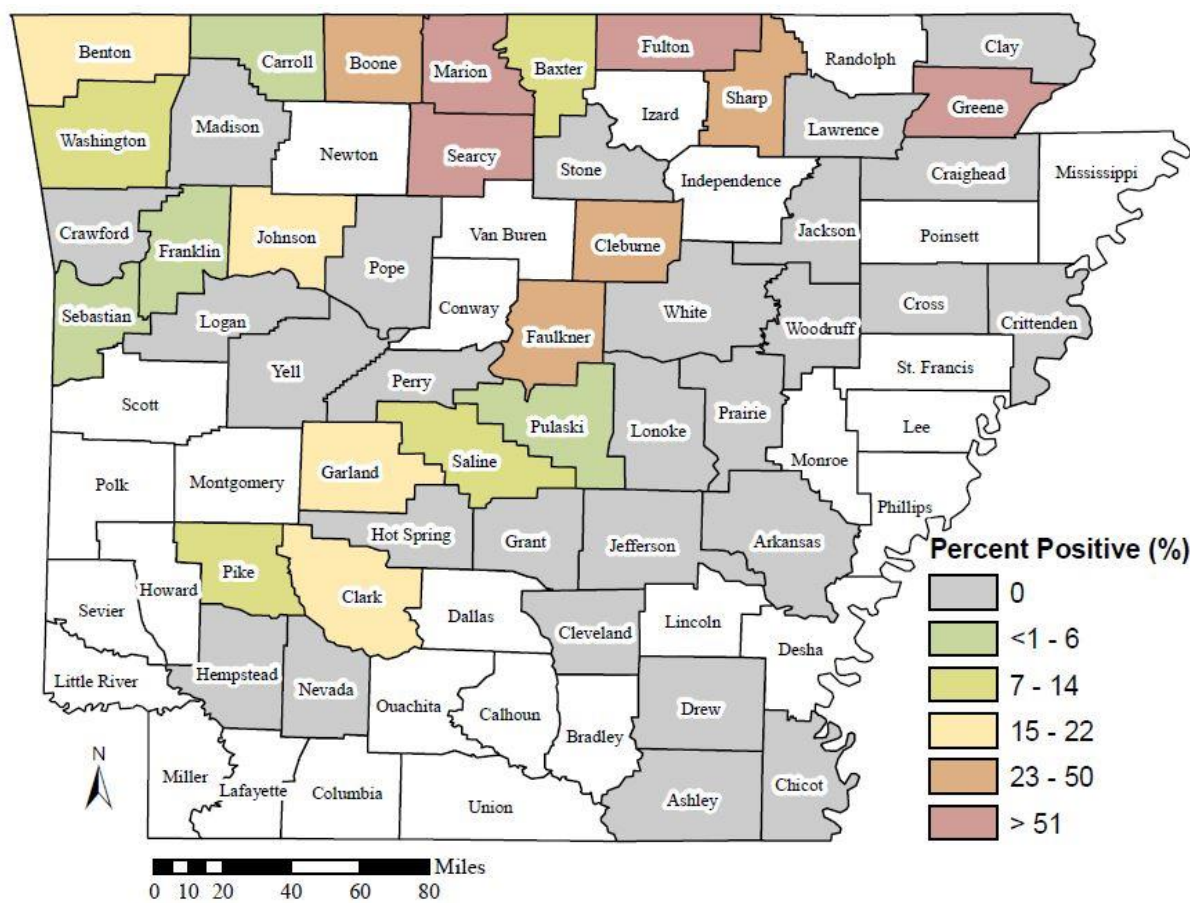 Benton
Carroll
Boone
Marion
Baxter
Fulton
Randolph
Clay
Sharp
Greene
Izard
Washington
Madison
Lawrence
Newton
Searcy
Stone
Independence
Craighead
Mississippi
Crawford
Franklin
Johnson
Van Buren
Cleburne
Jackson
Poinsett
Pope
Sebastian
Logan
Conway
Faulkner
White
Woodruff
Cross
Crittenden
Yell
Perry
St. Francis
Scott
Pulaski
Lonoke
Prairie
Lee
Garland
Saline
Monroe
Polk
Montgomery
Phillips
Hot Spring
Grant
Jefferson
Arkansas
Pike
Howard
Clark
Sevier
Dallas
Cleveland
Lincoln
Desha
Little River
Hempstead
Nevada
Ouachita
Calhoun
Bradley
Drew
Miller
Lafayette
Columbia
Union
Ashley
Chicot
Percent Positive (%)
0
<1 - 6
7 - 14
15 - 22
23 - 50
> 51
N
Miles
0 10 20 40 60 80